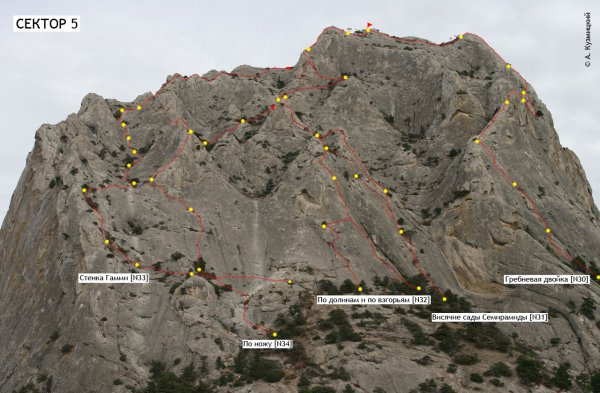 СЕКТОР 5
© А. Кузмицкий
Стенка Гамми [N33]
Гребневая двойка [N30]
По долинам и по взгорьям [N32]
Висячие сады Семирамиды [N31]
По ножу [N34]